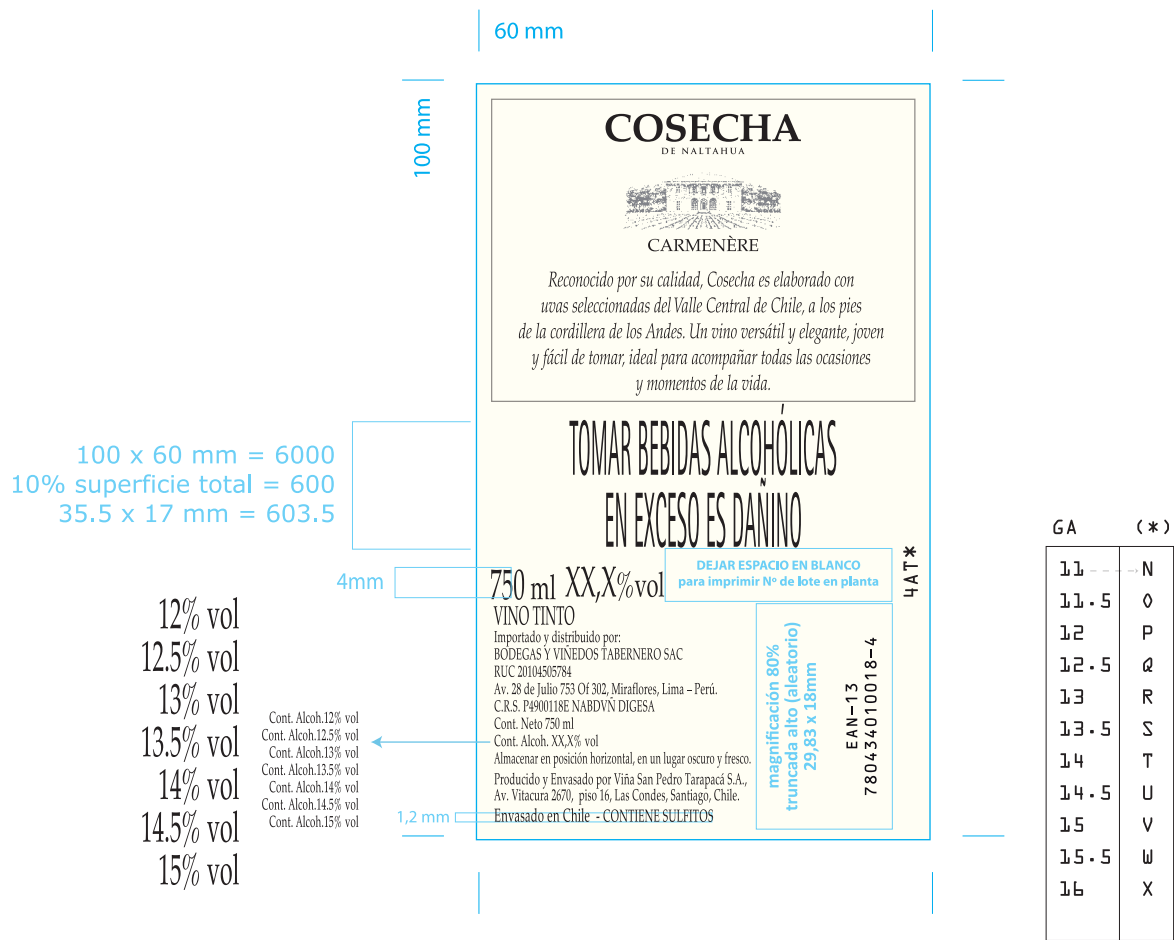 60 mm
100 mm
COSECHA
DE NALTAHUA
CARMENÈRE
Reconocido por su calidad, Cosecha es elaborado con
uvas seleccionadas del Valle Central de Chile, a los pies
de la cordillera de los Andes. Un vino versátil y elegante, joven
y fácil de tomar, ideal para acompañar todas las ocasiones
y momentos de la vida.
100 x 60 mm = 6000
10% superficie total = 600
35.5 x 17 mm = 603.5
TOMAR BEBIDAS ALCOHÓLICAS
EN EXCESO ES DAÑINO
4mm
750 ml XX,X%vol
DEJAR ESPACIO EN BLANCO
para imprimir Nº de lote en planta
4AT*
VINO TINTO
Importado y distribuido por:
BODEGAS Y VIÑEDOS TABERNERO SAC
RUC 20104505784
Av. 28 de Julio 753 Of 302, Miraflores, Lima – Perú.
C.R.S. P4900118E NABDVÑ DIGESA
Cont. Neto 750 ml
Cont. Alcoh. XX,X% vol
Almacenar en posición horizontal, en un lugar oscuro y fresco.
Producido y Envasado por Viña San Pedro Tarapacá S.A.,
Av. Vitacura 2670, piso 16, Las Condes, Santiago, Chile.
1,2 mm
Envasado en Chile - CONTIENE SULFITOS
magnificación 80%
truncada alto (aleatorio)
29,83 x 18mm
EAN-13
780434010018-4
12% vol
12.5% vol
13% vol
13.5% vol
14% vol
14.5% vol
15% vol
Cont. Alcoh.12% vol
Cont. Alcoh.12.5% vol
Cont. Alcoh.13% vol
Cont. Alcoh.13.5% vol
Cont. Alcoh.14% vol
Cont. Alcoh.14.5% vol
Cont. Alcoh.15% vol
GA (*)
11 N
11.5 O
12 P
12.5 Q
13 R
13.5 S
14 T
14.5 U
15 V
15.5 W
16 X